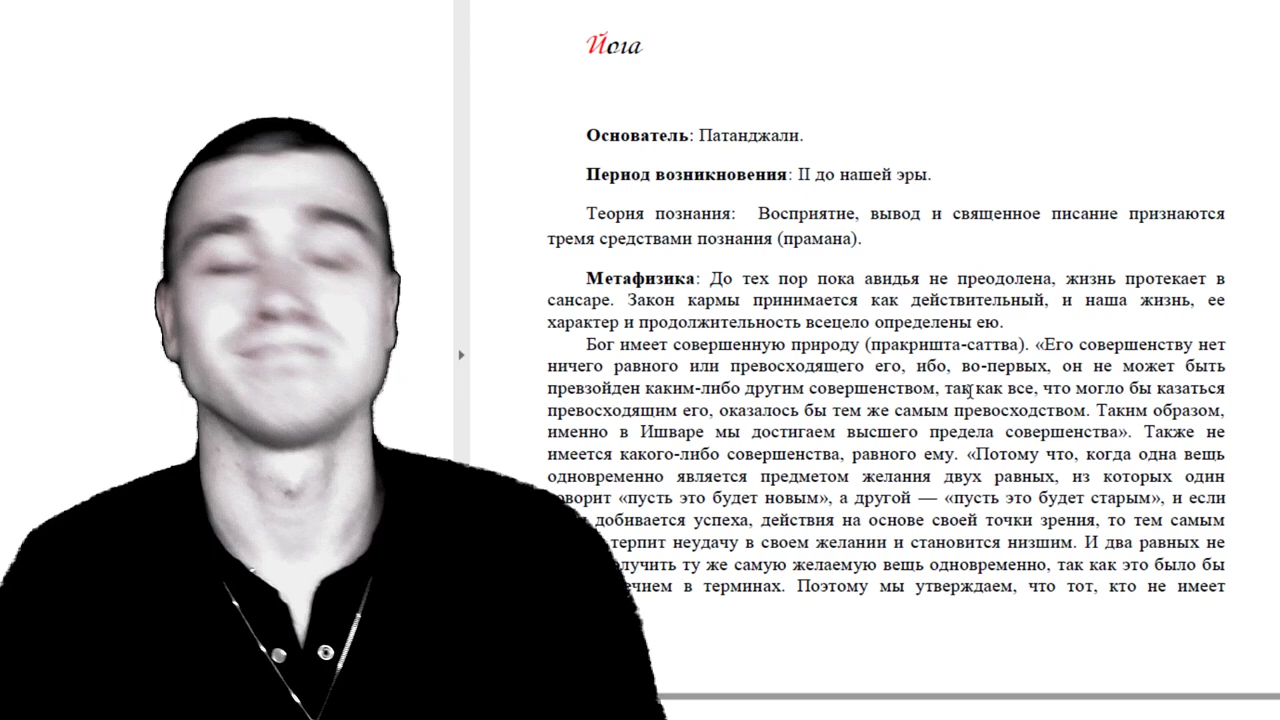 Йога
Основатель: Патанджали.
Период возникновения: II до нашей эры.
Теория познания: Восприятие, вывод и священное писание признаются
тремя средствами познания (прамана).
Метафизика: До тех пор пока авидья не преодолена, жизнь протекает в
сансаре. Закон кармы принимается как действительный, и наша жизнь, ее
характер и продолжительность всецело определены ею.
Бог имеет совершенную природу (пракришта-саттва). «Его совершенству нет
ничего равного или превосходящего его, ибо, во-первых, он не может быть
превзойден каким-либо другим совершенством, так как все, что могло бы казаться
превосходящим его, оказалось бы тем же самым превосходством. Таким образом,
именно в Ишваре мы достигаем высшего предела совершенства». Также не
имеется какого-либо совершенства, равного ему. «Потому что, когда одна вещь
одновременно является предметом желания двух равных, из которых один
говорит «пусть это будет новым», а другой — «пусть это будет старым», и если
добивается успеха, действия на основе своей точки зрения, то тем самым
терпит неудачу в своем желании и становится низшим. И два равных не
ту же самую желаемую вещь одновременно, так как это было бы
в терминах. Поэтому мы утверждаем, что тот, кто не имеет